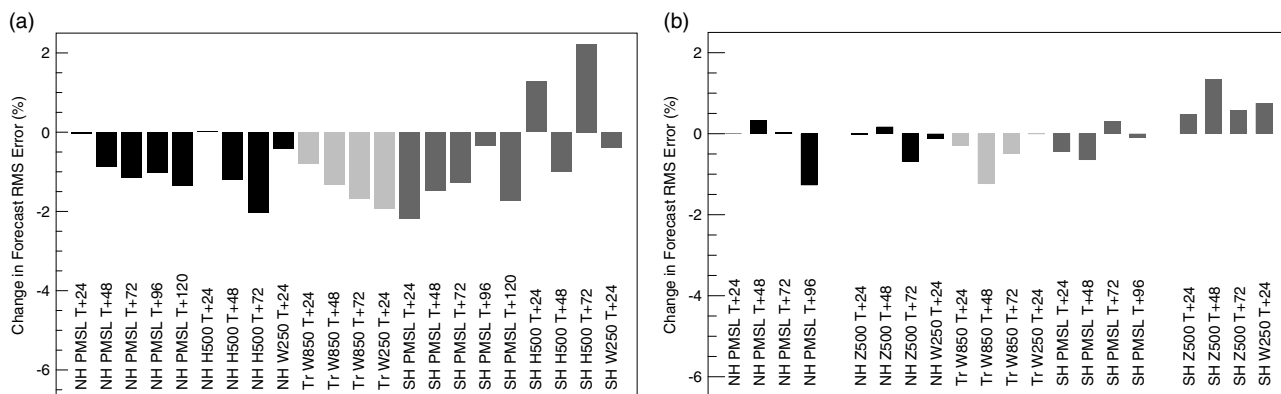 (a)
Change in Forecast RMS Error (%)
2
0
-2
-4
-6
NH PMSL T+24
NH PMSL T+48
NH PMSL T+72
NH PMSL T+96
NH PMSL T+120
NH H500 T+24
NH H500 T+48
NH H500 T+72
NH W250 T+24
Tr W850 T+24
Tr W850 T+48
Tr W850 T+72
Tr W250 T+24
SH PMSL T+24
SH PMSL T+48
SH PMSL T+72
SH PMSL T+96
SH PMSL T+120
SH H500 T+24
SH H500 T+48
SH H500 T+72
SH W250 T+24
(b)
Change in Forecast RMS Error (%)
2
0
-2
-4
-6
NH PMSL T+24
NH PMSL T+48
NH PMSL T+72
NH PMSL T+96
NH Z500 T+24
NH Z500 T+48
NH Z500 T+72
NH W250 T+24
Tr W850 T+24
Tr W850 T+48
Tr W850 T+72
Tr W250 T+24
SH PMSL T+24
SH PMSL T+48
SH PMSL T+72
SH PMSL T+96
SH Z500 T+24
SH Z500 T+48
SH Z500 T+72
SH W250 T+24